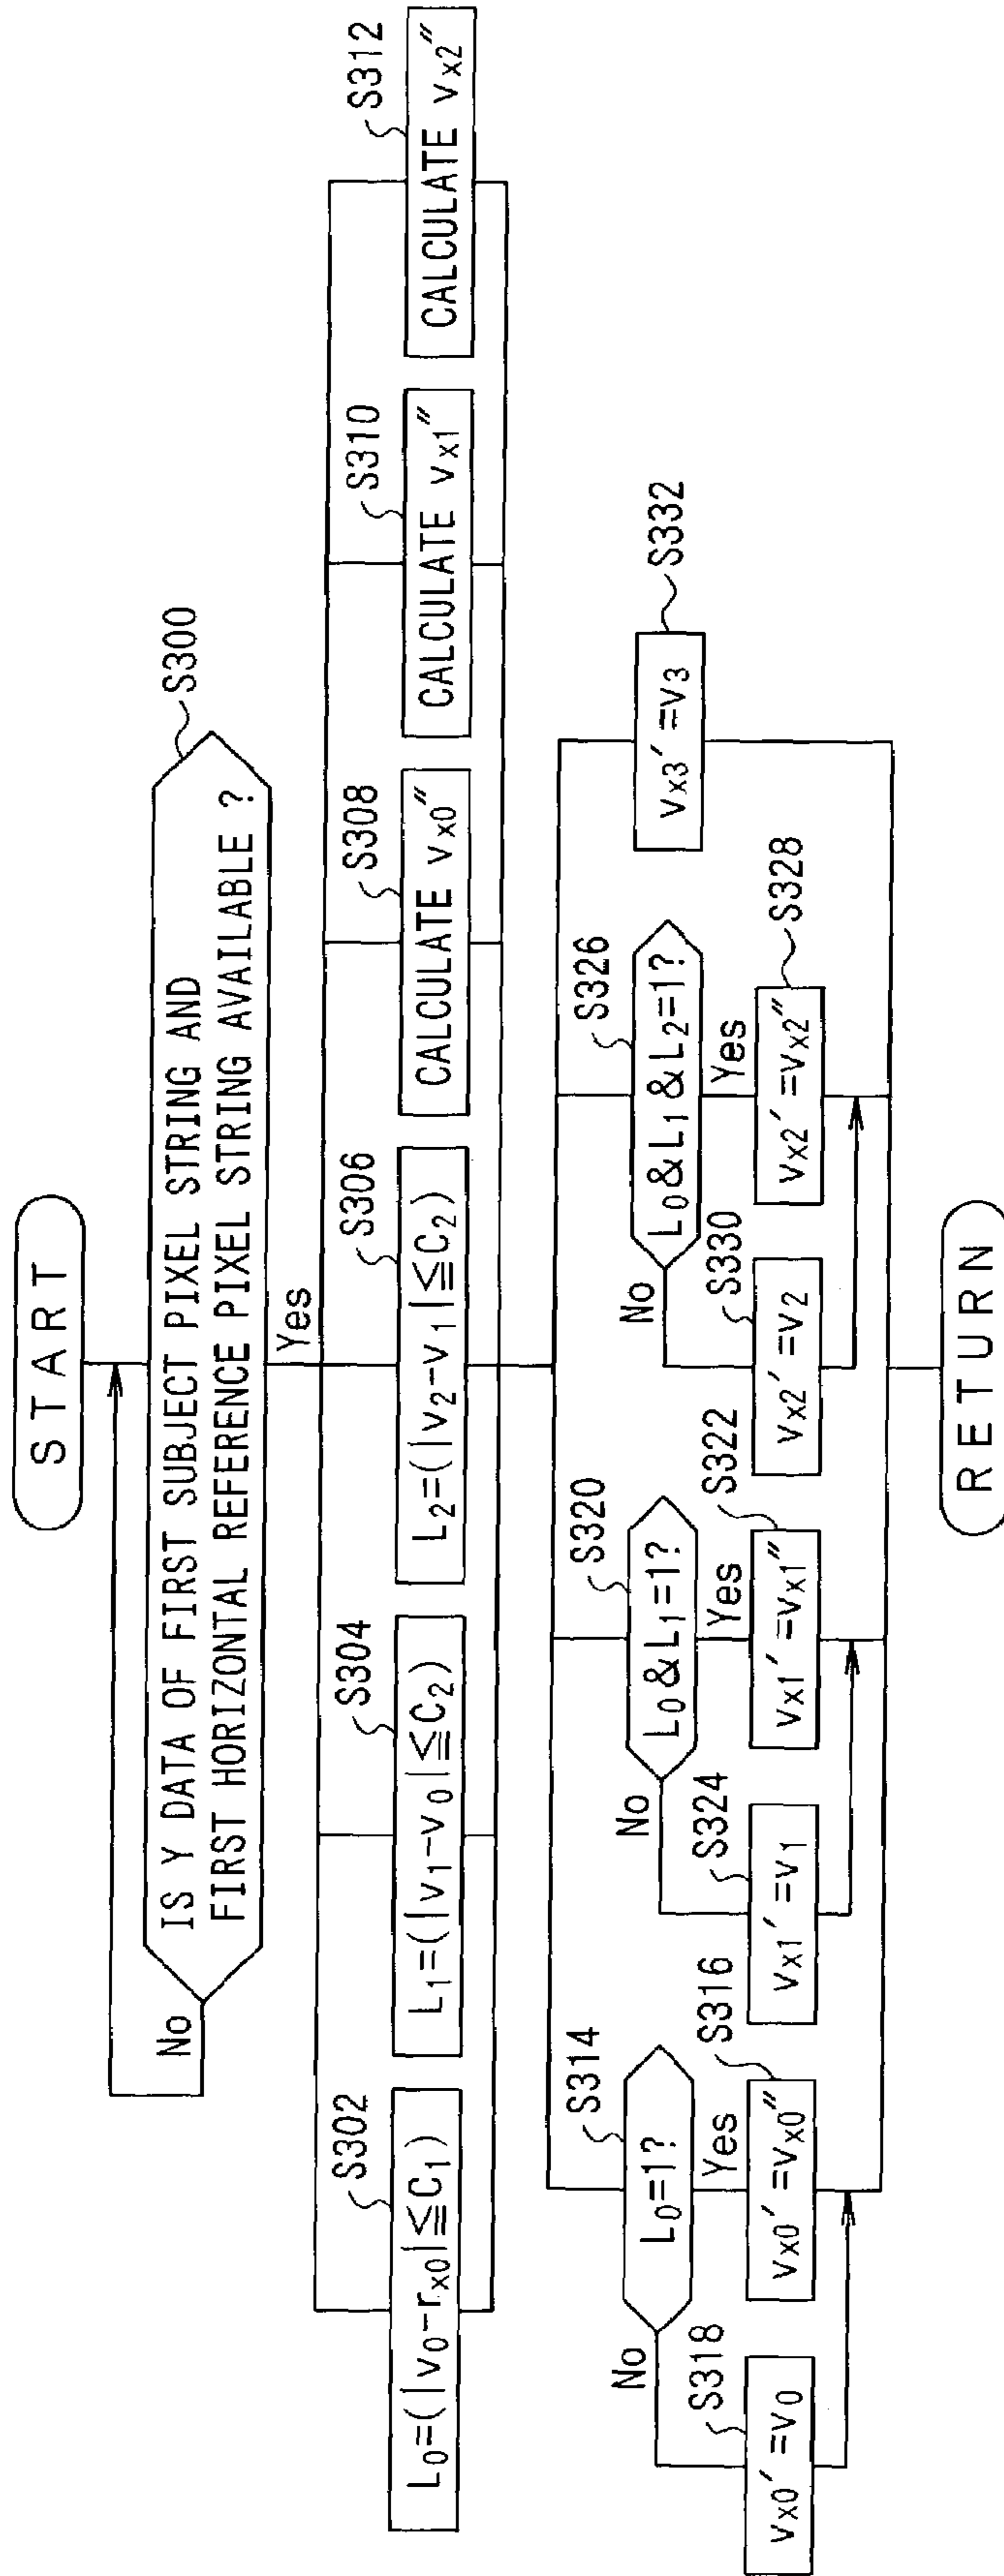 START
IS Y DATA OF FIRST SUBJECT PIXEL STRING AND
FIRST HORIZONTAL REFERENCE PIXEL STRING AVAILABLE ?
S300
No
Yes
S302
L₀=(|v₀-rₓ₀|≦C₁)
S304
L₁=(|v₁-v₀|≦C₂)
S306
L₂=(|v₂-v₁|≦C₂)
S308
CALCULATE vₓ₀″
S310
CALCULATE vₓ₁″
S312
CALCULATE vₓ₂″
S314
L₀=1?
No
Yes
S318
vₓ₀′=v₀
S316
vₓ₀′=vₓ₀″
S320
L₀&L₁=1?
No
Yes
S324
vₓ₁′=v₁
S322
vₓ₁′=vₓ₁″
S326
L₀&L₁&L₂=1?
No
Yes
S330
vₓ₂′=v₂
S328
vₓ₂′=vₓ₂″
S332
vₓ₃′=v₃
RETURN